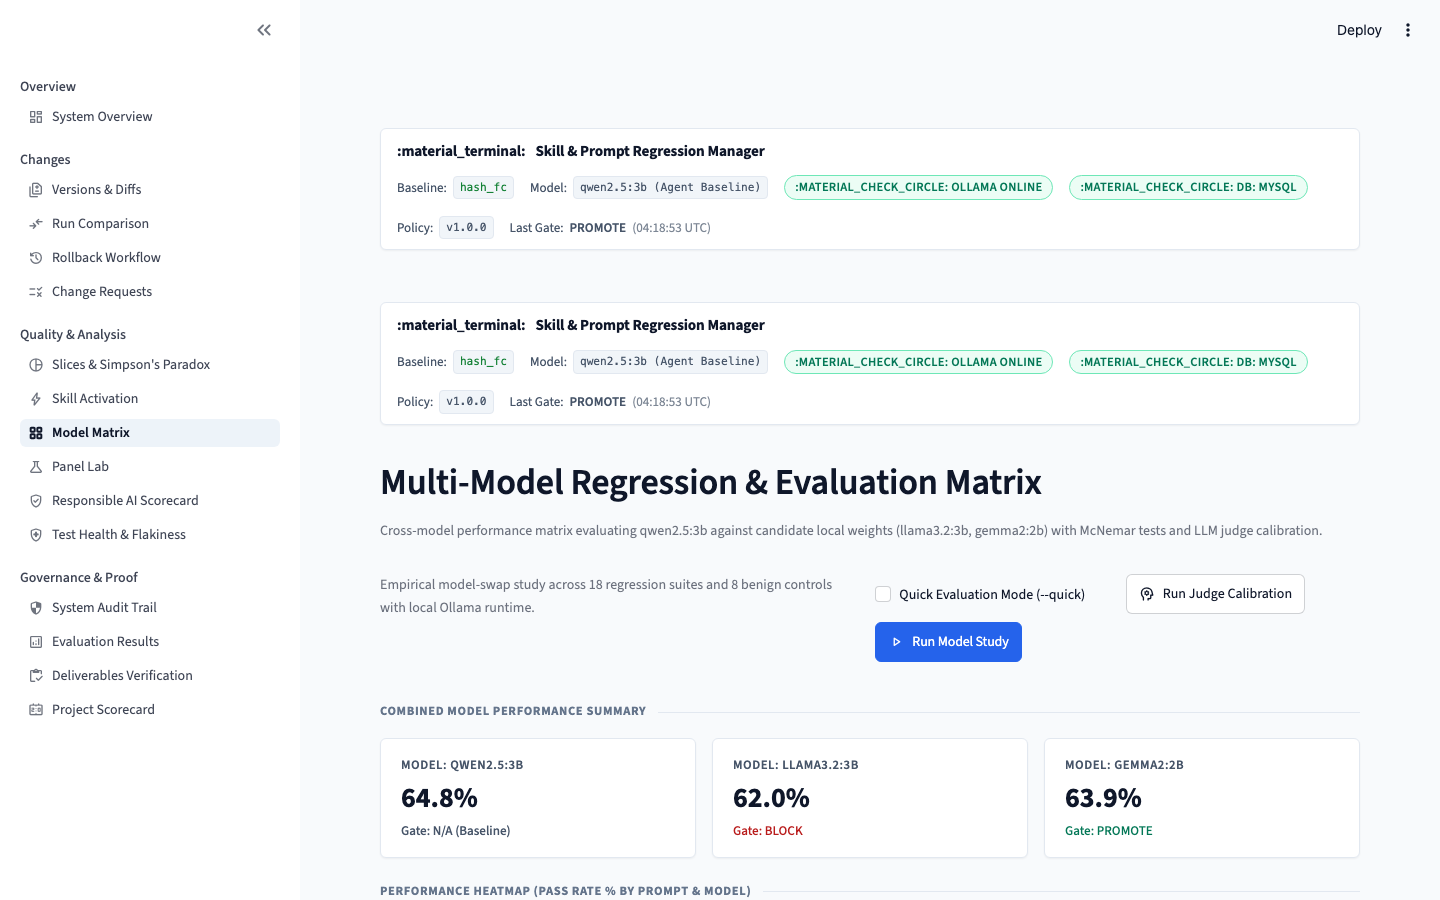 Deploy
Overview
System Overview
Changes
Versions & Diffs
Run Comparison
Rollback Workflow
Change Requests
Quality & Analysis
Slices & Simpson's Paradox
Skill Activation
Model Matrix
Panel Lab
Responsible AI Scorecard
Test Health & Flakiness
Governance & Proof
System Audit Trail
Evaluation Results
Deliverables Verification
Project Scorecard
:material_terminal: Skill & Prompt Regression Manager
Baseline: hash_fc Model: qwen2.5:3b (Agent Baseline) :MATERIAL_CHECK_CIRCLE: OLLAMA ONLINE :MATERIAL_CHECK_CIRCLE: DB: MYSQL
Policy: v1.0.0 Last Gate: PROMOTE (04:18:53 UTC)
:material_terminal: Skill & Prompt Regression Manager
Baseline: hash_fc Model: qwen2.5:3b (Agent Baseline) :MATERIAL_CHECK_CIRCLE: OLLAMA ONLINE :MATERIAL_CHECK_CIRCLE: DB: MYSQL
Policy: v1.0.0 Last Gate: PROMOTE (04:18:53 UTC)
Multi-Model Regression & Evaluation Matrix
Cross-model performance matrix evaluating qwen2.5:3b against candidate local weights (llama3.2:3b, gemma2:2b) with McNemar tests and LLM judge calibration.
Empirical model-swap study across 18 regression suites and 8 benign controls
with local Ollama runtime.
Quick Evaluation Mode (--quick)
Run Judge Calibration
Run Model Study
COMBINED MODEL PERFORMANCE SUMMARY
MODEL: QWEN2.5:3B
64.8%
Gate: N/A (Baseline)
MODEL: LLAMA3.2:3B
62.0%
Gate: BLOCK
MODEL: GEMMA2:2B
63.9%
Gate: PROMOTE
PERFORMANCE HEATMAP (PASS RATE % BY PROMPT & MODEL)